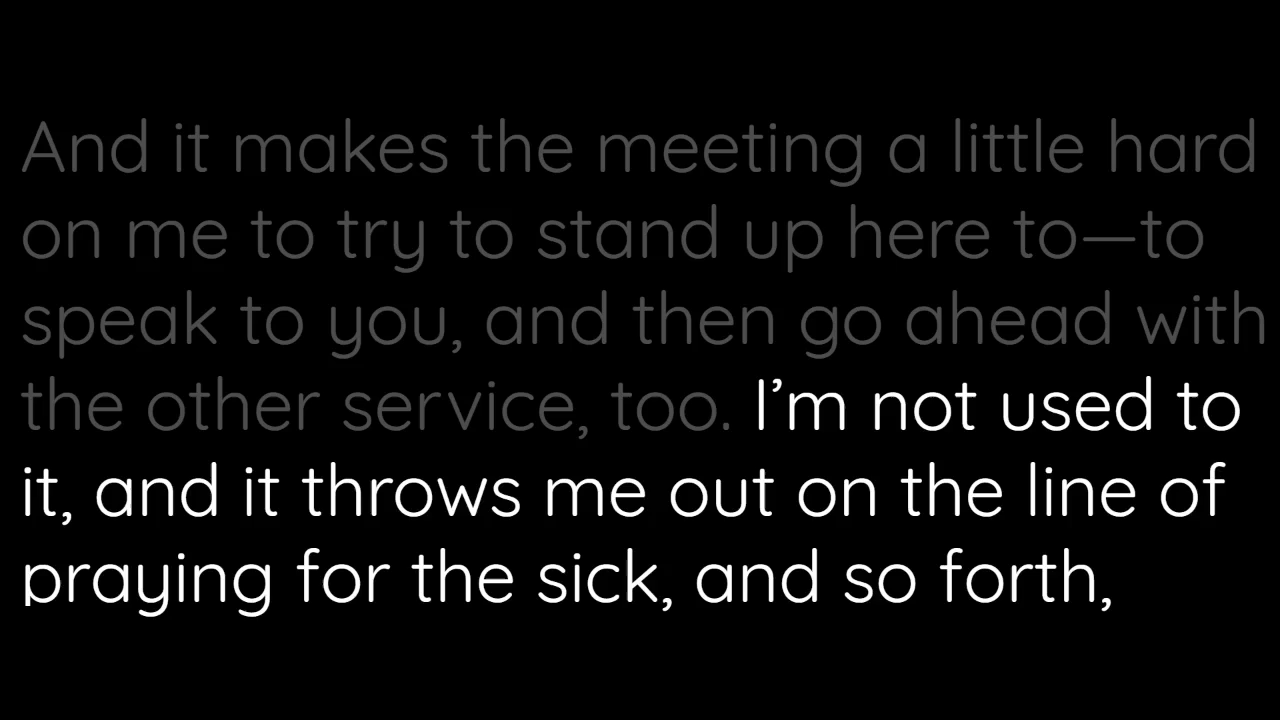 And it makes the meeting a little hard
on me to try to stand up here to—to
speak to you, and then go ahead with
the other service, too. I’m not used to
it, and it throws me out on the line of
praying for the sick, and so forth,